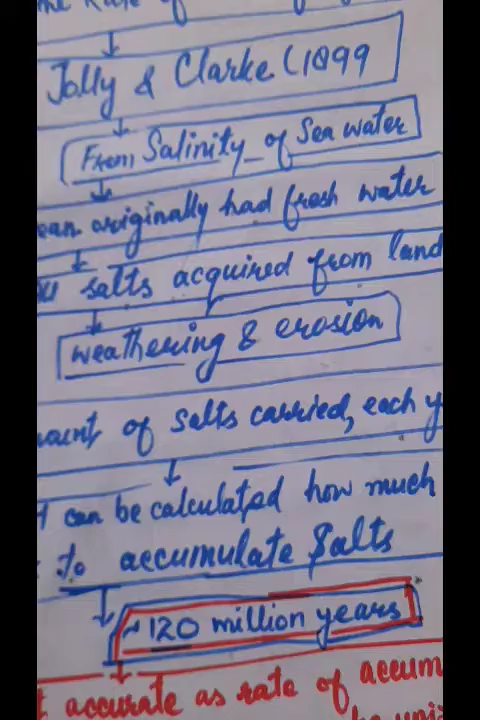 Jolly & Clarke (1899
From Salinity of Sea water
originally had fresh water
salts acquired from land
weathering & erosion
of salts carried, each
can be calculated how much
to accumulate Salts
~ 120 million years
accurate as rate of